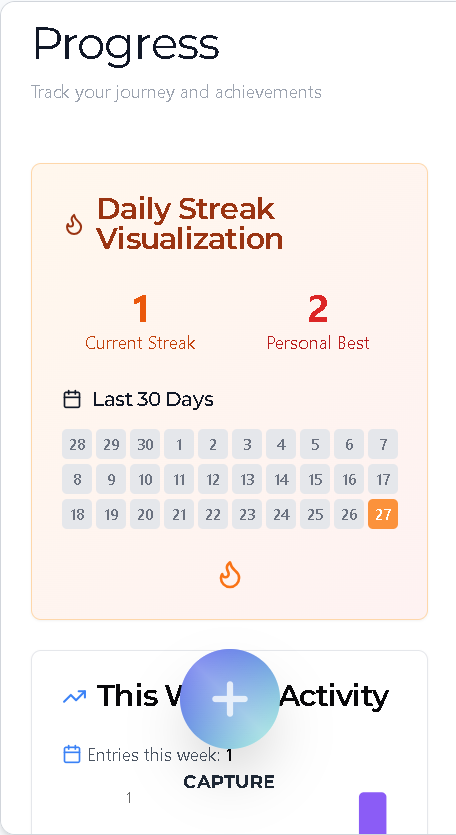 Progress
Track your journey and achievements
Daily Streak
Visualization
1 2
Current Streak Personal Best
Last 30 Days
28 29 30 1 2 3 4 5 6 7
8 9 10 11 12 13 14 15 16 17
18 19 20 21 22 23 24 25 26 27
This Activity
Entries this week: 1
CAPTURE
1